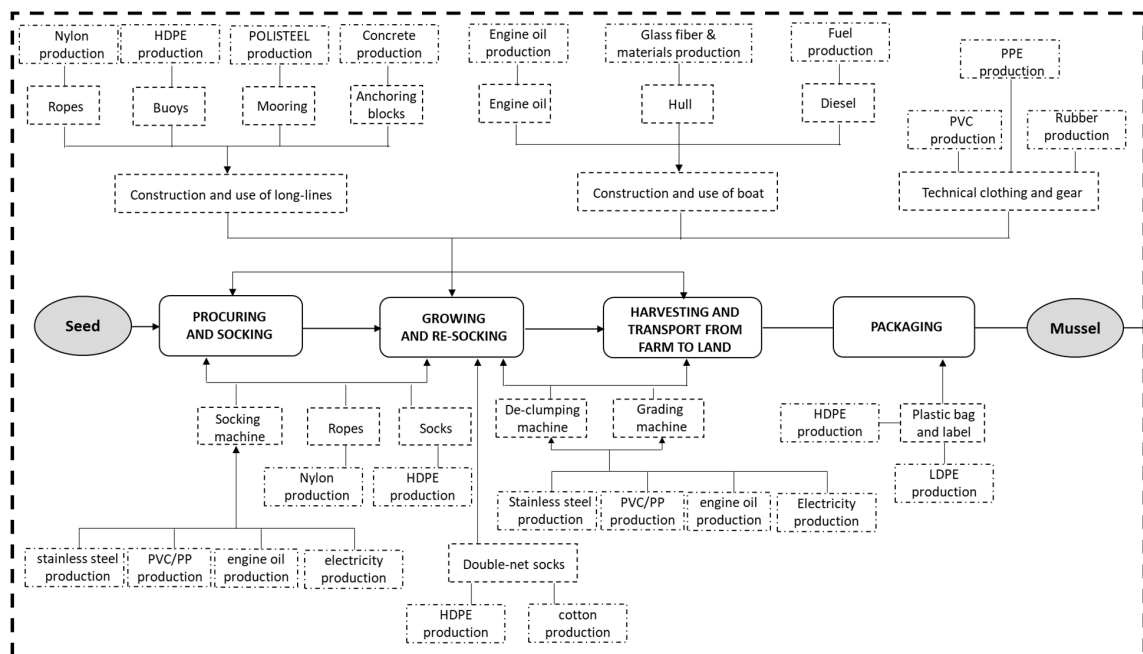 Nylon
production
HDPE
production
POLISTEEL
production
Concrete
production
Engine oil
production
Glass fiber &
materials production
Fuel
production
PPE
production
Ropes
Buoys
Mooring
Anchoring
blocks
Engine oil
Hull
Diesel
PVC
production
Rubber
production
Construction and use of long-lines
Construction and use of boat
Technical clothing and gear
Seed
PROCURING
AND SOCKING
GROWING
AND RE-SOCKING
HARVESTING AND
TRANSPORT FROM
FARM TO LAND
PACKAGING
Mussel
Socking
machine
Ropes
Socks
De-clumping
machine
Grading
machine
HDPE
production
Plastic bag
and label
Nylon
production
HDPE
production
LDPE
production
Stainless steel
production
PVC/PP
production
engine oil
production
Electricity
production
stainless steel
production
PVC/PP
production
engine oil
production
electricity
production
Double-net socks
HDPE
production
cotton
production